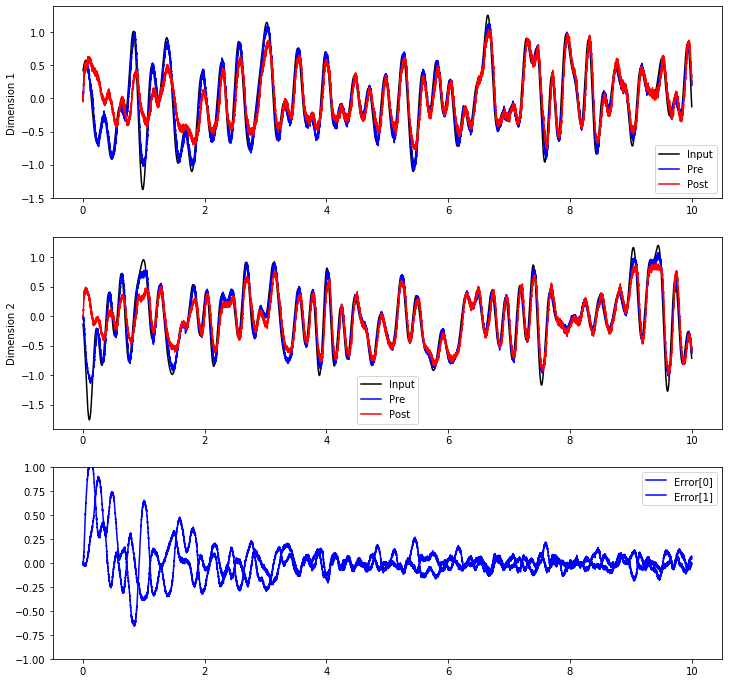 Dimension 1
1.0
0.5
0.0
−0.5
−1.0
−1.5
Input
Pre
Post
0 2 4 6 8 10
Dimension 2
1.0
0.5
0.0
−0.5
−1.0
−1.5
Input
Pre
Post
0 2 4 6 8 10
1.00
0.75
0.50
0.25
0.00
−0.25
−0.50
−0.75
−1.00
Error[0]
Error[1]
0 2 4 6 8 10